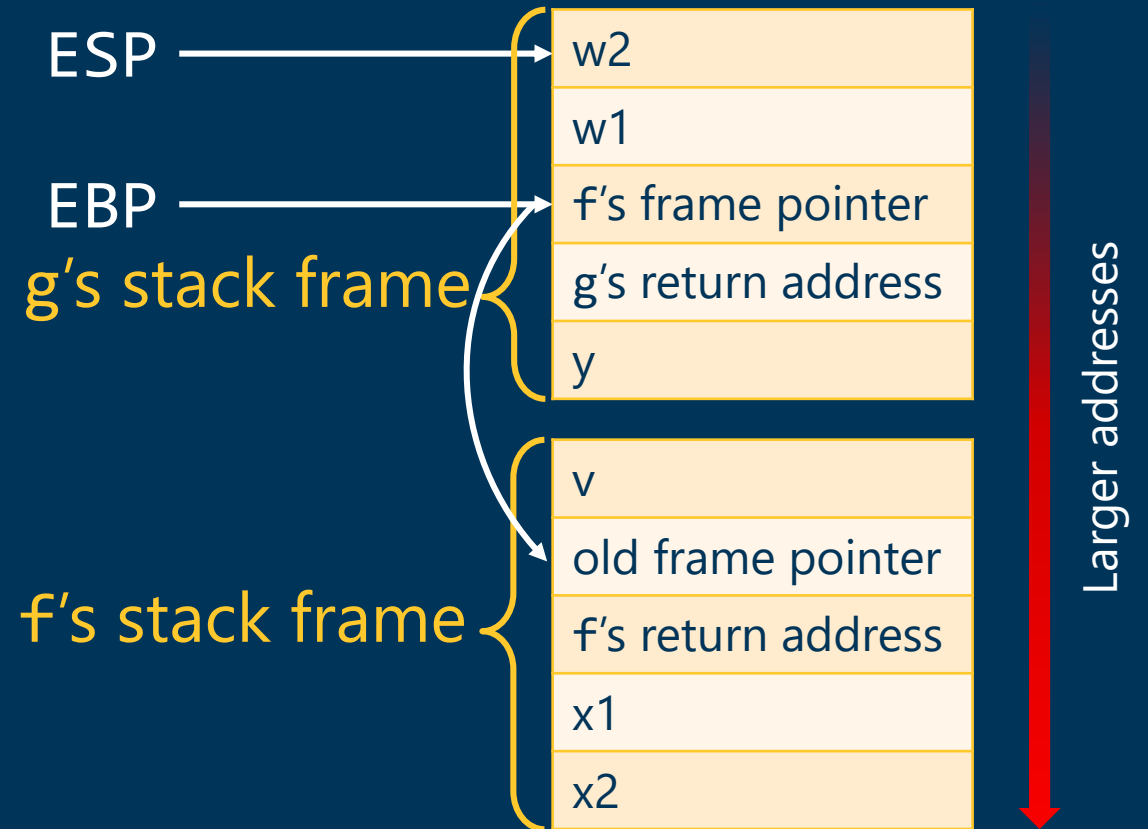 ESP
w2
w1
EBP
f's frame pointer
g's stack frame
g's return address
y
v
old frame pointer
f's stack frame
f's return address
x1
x2
Larger addresses